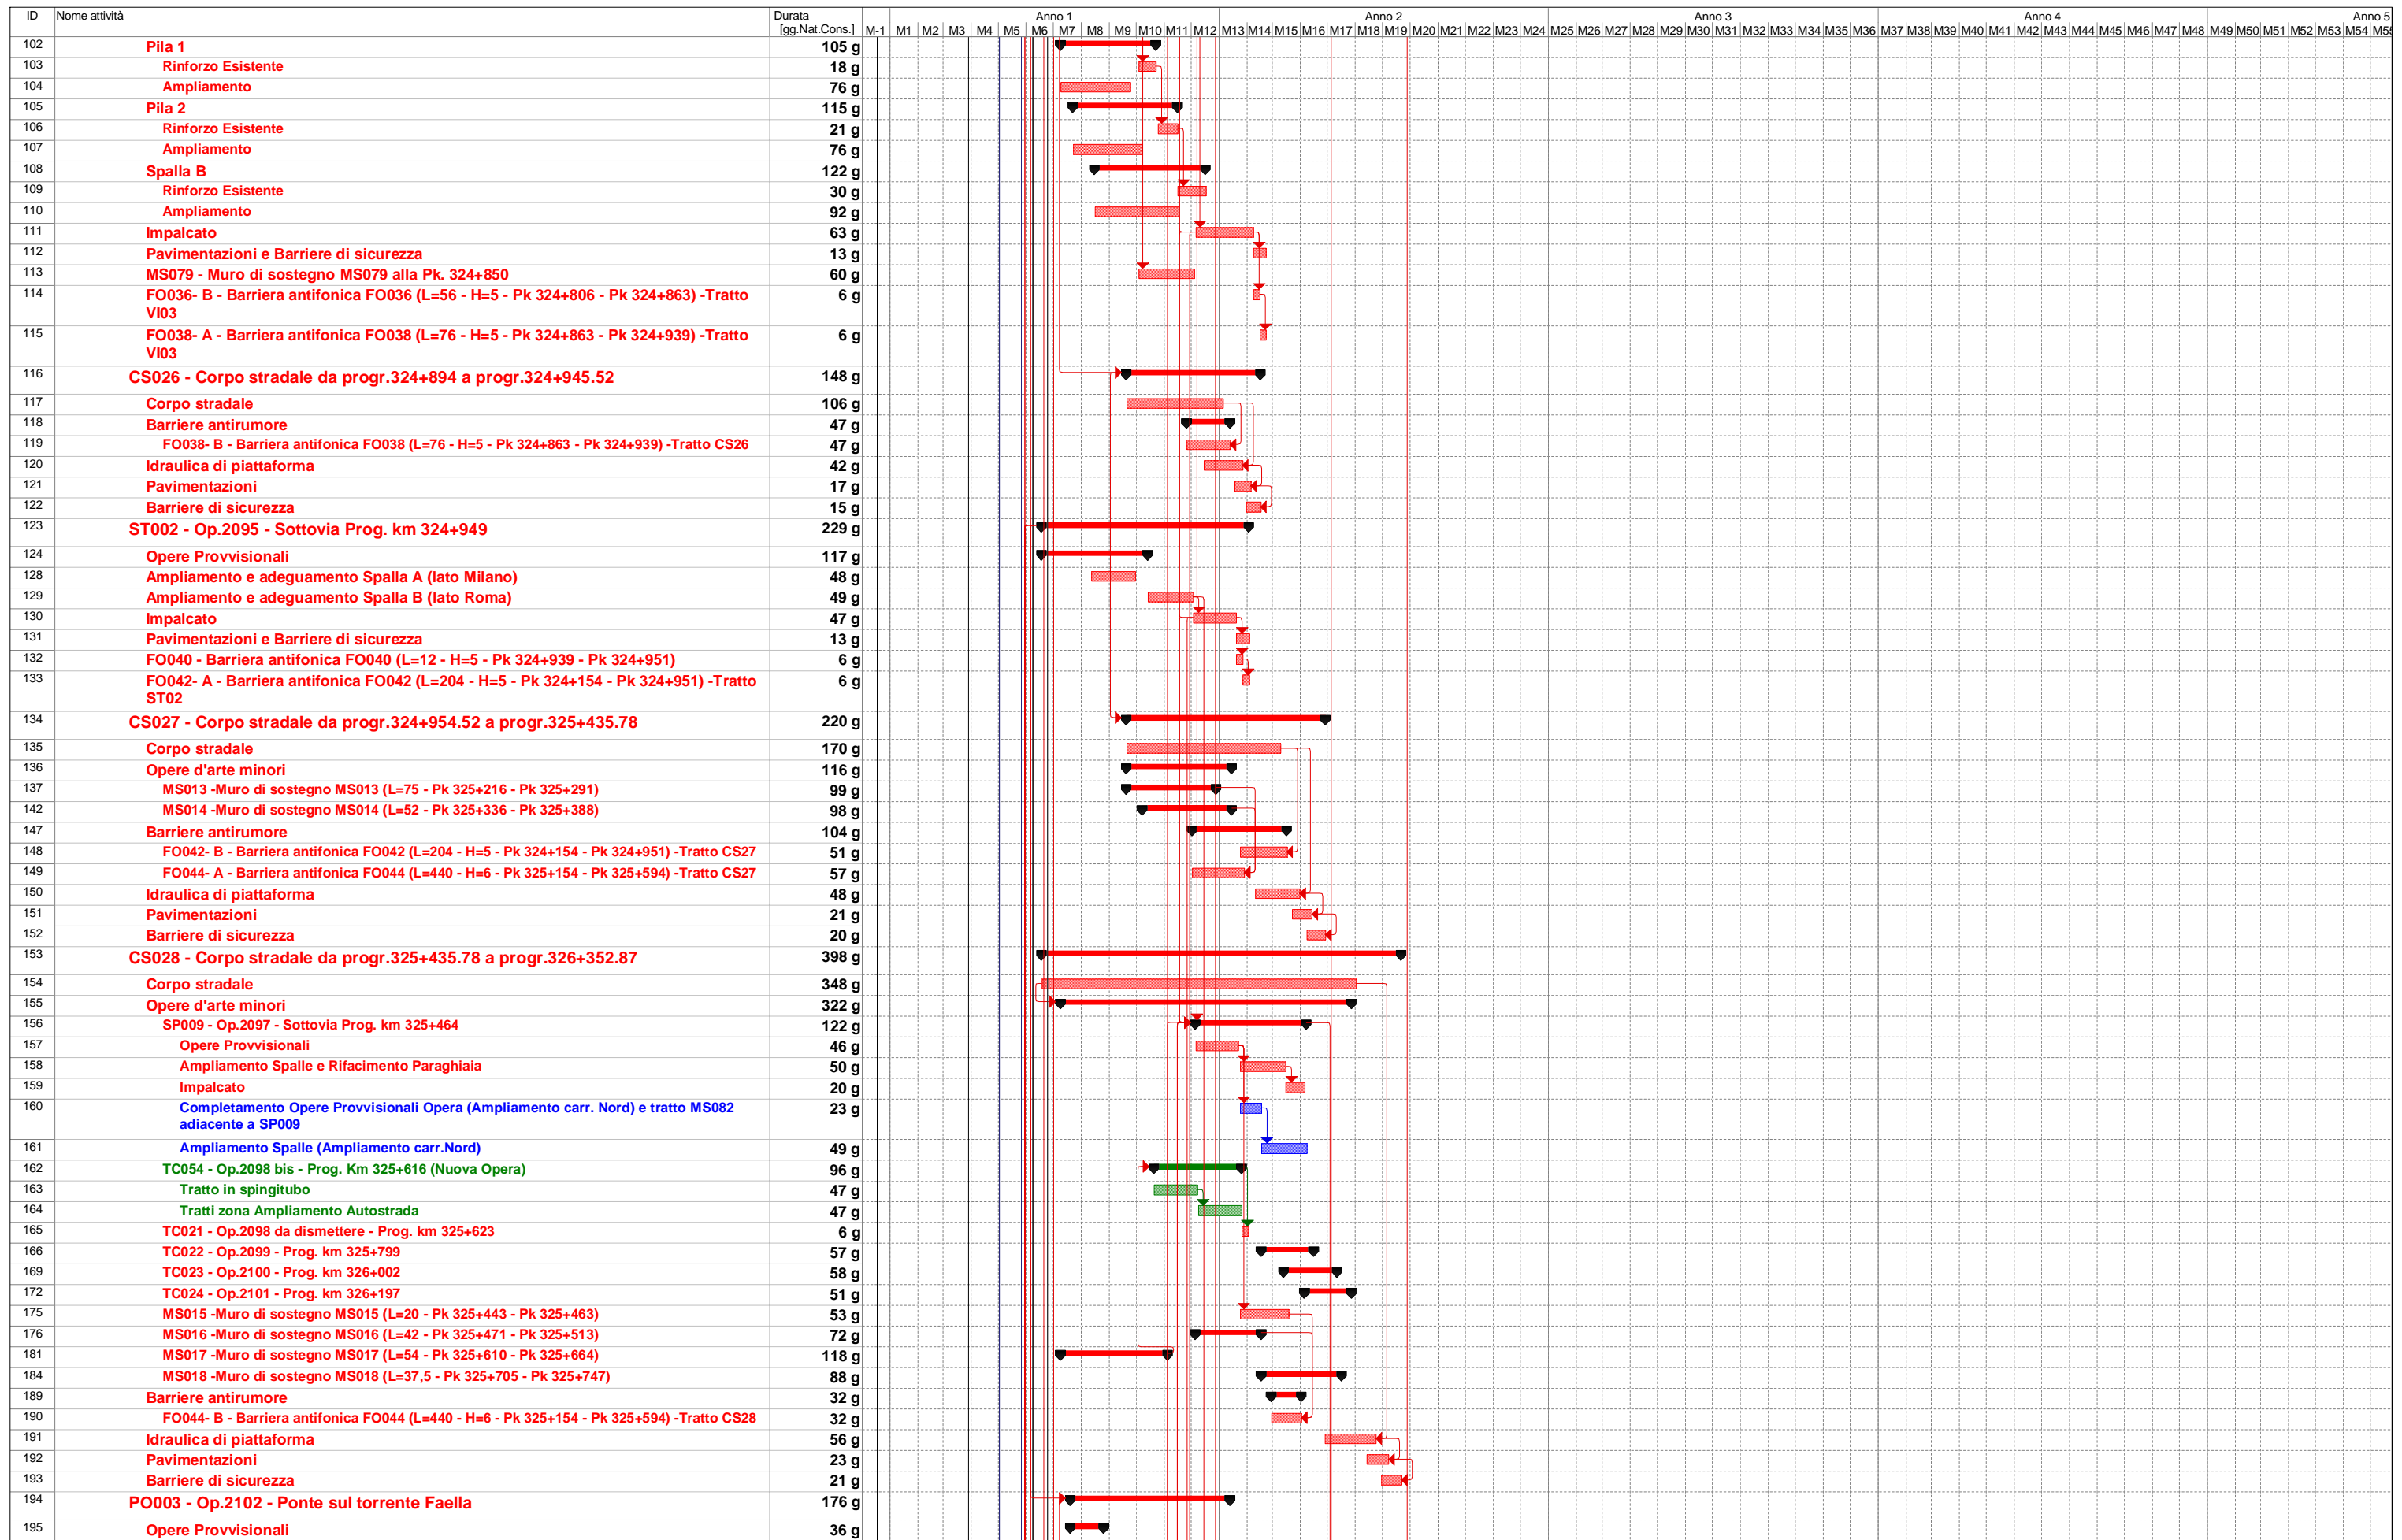 ID Nome attività Durata Anno 1 Anno 2 Anno 3 Anno 4 Anno 5
[gg.Nat.Cons.] M-1 M1 M2 M3 M4 M5 M6 M7 M8 M9 M10 M11 M12 M13 M14 M15 M16 M17 M18 M19 M20 M21 M22 M23 M24 M25 M26 M27 M28 M29 M30 M31 M32 M33 M34 M35 M36 M37 M38 M39 M40 M41 M42 M43 M44 M45 M46 M47 M48 M49 M50 M51 M52 M53 M54 M55
102 Pila 1 105 g
103 Rinforzo Esistente 18 g
104 Ampliamento 76 g
105 Pila 2 115 g
106 Rinforzo Esistente 21 g
107 Ampliamento 76 g
108 Spalla B 122 g
109 Rinforzo Esistente 30 g
110 Ampliamento 92 g
111 Impalcato 63 g
112 Pavimentazioni e Barriere di sicurezza 13 g
113 MS079 - Muro di sostegno MS079 alla Pk. 324+850 60 g
114 FO036- B - Barriera antifonica FO036 (L=56 - H=5 - Pk 324+806 - Pk 324+863) -Tratto 6 g
VI03
115 FO038- A - Barriera antifonica FO038 (L=76 - H=5 - Pk 324+863 - Pk 324+939) -Tratto 6 g
VI03
116 CS026 - Corpo stradale da progr.324+894 a progr.324+945.52 148 g
117 Corpo stradale 106 g
118 Barriere antirumore 47 g
119 FO038- B - Barriera antifonica FO038 (L=76 - H=5 - Pk 324+863 - Pk 324+939) -Tratto CS26 47 g
120 Idraulica di piattaforma 42 g
121 Pavimentazioni 17 g
122 Barriere di sicurezza 15 g
123 ST002 - Op.2095 - Sottovia Prog. km 324+949 229 g
124 Opere Provvisionali 117 g
128 Ampliamento e adeguamento Spalla A (lato Milano) 48 g
129 Ampliamento e adeguamento Spalla B (lato Roma) 49 g
130 Impalcato 47 g
131 Pavimentazioni e Barriere di sicurezza 13 g
132 FO040 - Barriera antifonica FO040 (L=12 - H=5 - Pk 324+939 - Pk 324+951) 6 g
133 FO042- A - Barriera antifonica FO042 (L=204 - H=5 - Pk 324+154 - Pk 324+951) -Tratto 6 g
ST02
134 CS027 - Corpo stradale da progr.324+954.52 a progr.325+435.78 220 g
135 Corpo stradale 170 g
136 Opere d'arte minori 116 g
137 MS013 -Muro di sostegno MS013 (L=75 - Pk 325+216 - Pk 325+291) 99 g
142 MS014 -Muro di sostegno MS014 (L=52 - Pk 325+336 - Pk 325+388) 98 g
147 Barriere antirumore 104 g
148 FO042- B - Barriera antifonica FO042 (L=204 - H=5 - Pk 324+154 - Pk 324+951) -Tratto CS27 51 g
149 FO044- A - Barriera antifonica FO044 (L=440 - H=6 - Pk 325+154 - Pk 325+594) -Tratto CS27 57 g
150 Idraulica di piattaforma 48 g
151 Pavimentazioni 21 g
152 Barriere di sicurezza 20 g
153 CS028 - Corpo stradale da progr.325+435.78 a progr.326+352.87 398 g
154 Corpo stradale 348 g
155 Opere d'arte minori 322 g
156 SP009 - Op.2097 - Sottovia Prog. km 325+464 122 g
157 Opere Provvisionali 46 g
158 Ampliamento Spalle e Rifacimento Paraghiaia 50 g
159 Impalcato 20 g
160 Completamento Opere Provvisionali Opera (Ampliamento carr. Nord) e tratto MS082 23 g
adiacente a SP009
161 Ampliamento Spalle (Ampliamento carr.Nord) 49 g
162 TC054 - Op.2098 bis - Prog. Km 325+616 (Nuova Opera) 96 g
163 Tratto in spingitubo 47 g
164 Tratti zona Ampliamento Autostrada 47 g
165 TC021 - Op.2098 da dismettere - Prog. km 325+623 6 g
166 TC022 - Op.2099 - Prog. km 325+799 57 g
169 TC023 - Op.2100 - Prog. km 326+002 58 g
172 TC024 - Op.2101 - Prog. km 326+197 51 g
175 MS015 -Muro di sostegno MS015 (L=20 - Pk 325+443 - Pk 325+463) 53 g
176 MS016 -Muro di sostegno MS016 (L=42 - Pk 325+471 - Pk 325+513) 72 g
181 MS017 -Muro di sostegno MS017 (L=54 - Pk 325+610 - Pk 325+664) 118 g
184 MS018 -Muro di sostegno MS018 (L=37,5 - Pk 325+705 - Pk 325+747) 88 g
189 Barriere antirumore 32 g
190 FO044- B - Barriera antifonica FO044 (L=440 - H=6 - Pk 325+154 - Pk 325+594) -Tratto CS28 32 g
191 Idraulica di piattaforma 56 g
192 Pavimentazioni 23 g
193 Barriere di sicurezza 21 g
194 PO003 - Op.2102 - Ponte sul torrente Faella 176 g
195 Opere Provvisionali 36 g